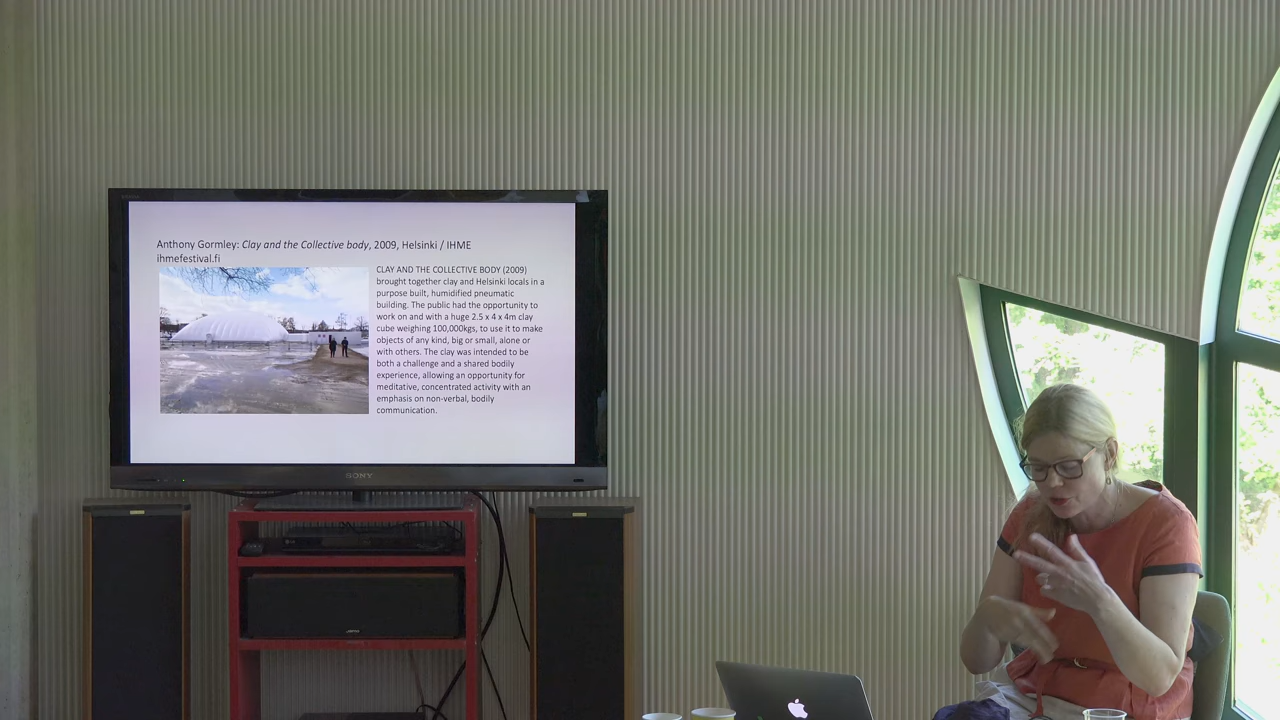 Anthony Gormley: Clay and the Collective body, 2009, Helsinki / IHME
ihmefestival.fi
CLAY AND THE COLLECTIVE BODY (2009)
brought together clay and Helsinki locals in a
purpose built, humidified pneumatic
building. The public had the opportunity to
work on and with a huge 2.5 x 4 x 4m clay
cube weighing 100,000kgs, to use it to make
objects of any kind, big or small, alone or
with others. The clay was intended to be
both a challenge and a shared bodily
experience, allowing an opportunity for
meditative, concentrated activity with an
emphasis on non-verbal, bodily
communication.
SONY